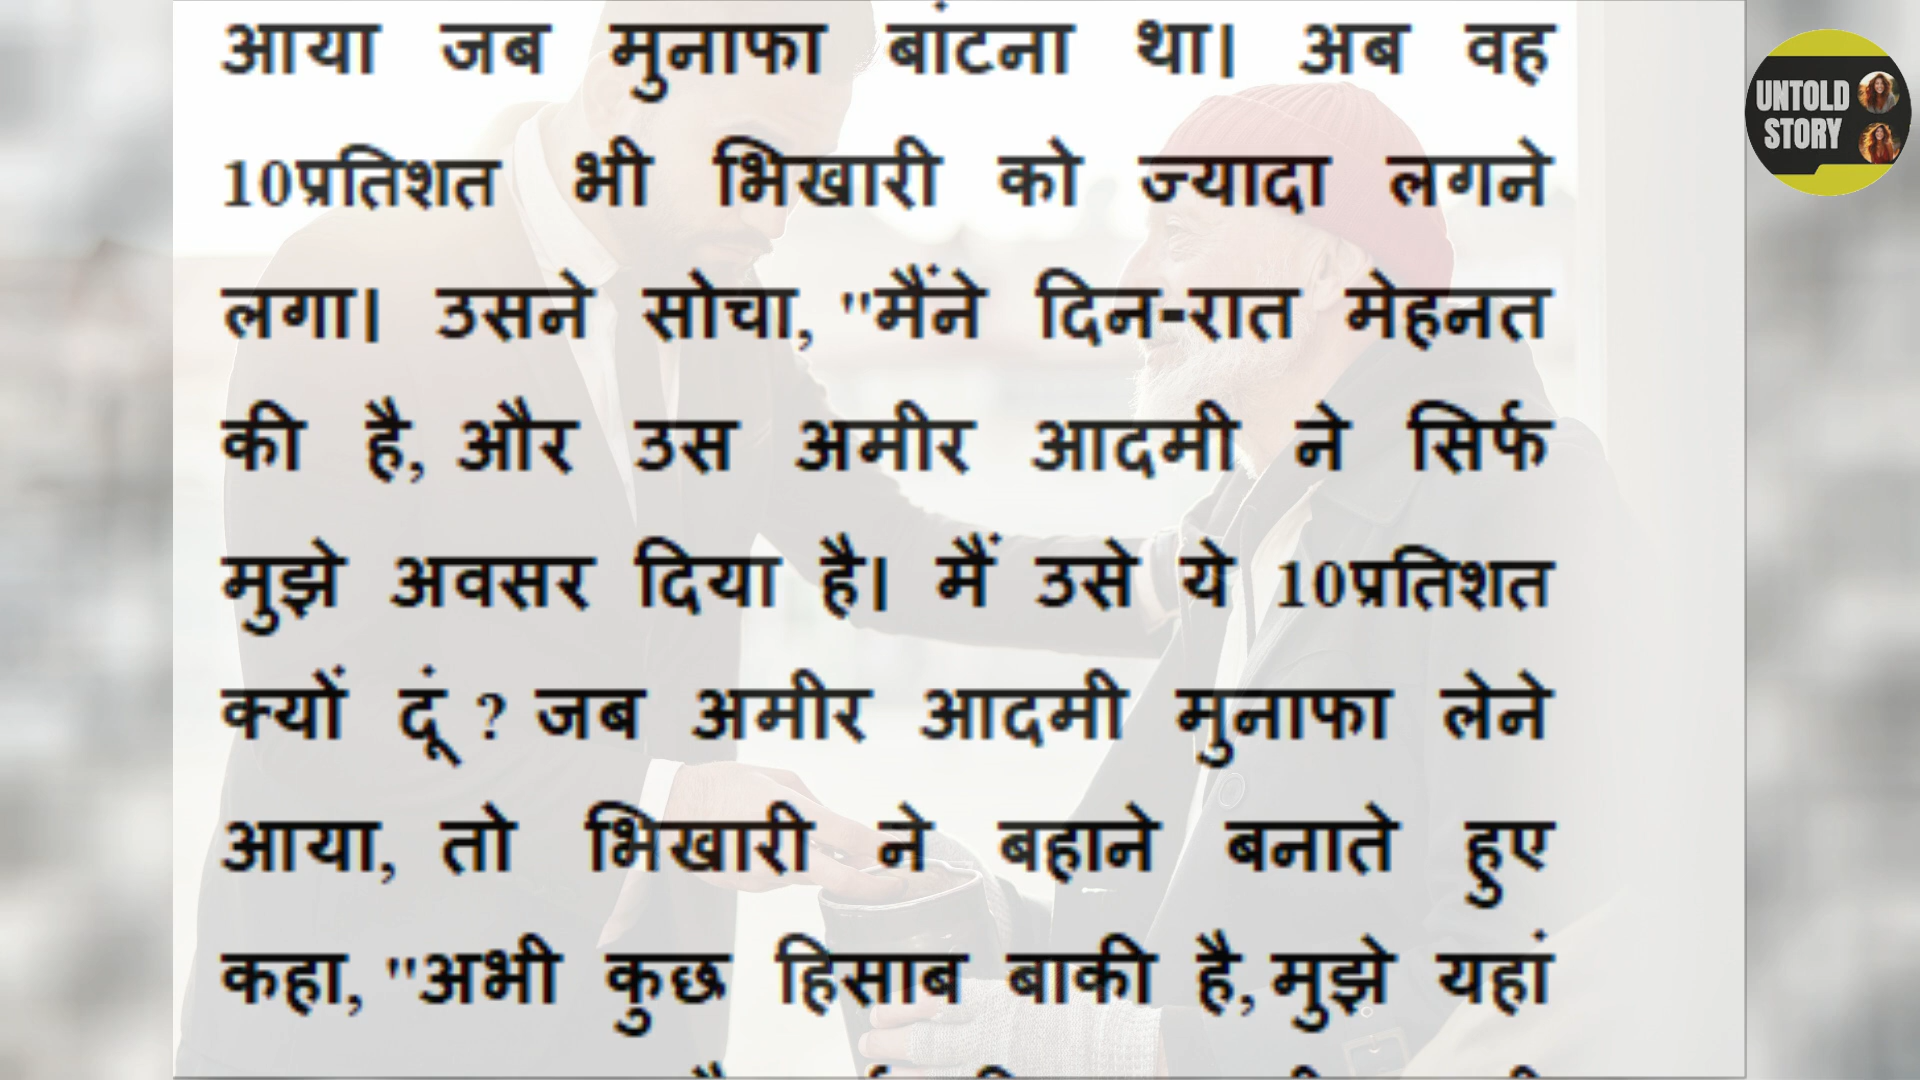 आया जब मुनाफा बांटना था। अब वह
10प्रतिशत भी भिखारी को ज्यादा लगने
लगा। उसने सोचा, "मैंने दिन-रात मेहनत
की है, और उस अमीर आदमी ने सिर्फ
मुझे अवसर दिया है। मैं उसे ये 10प्रतिशत
क्यों दूं ? जब अमीर आदमी मुनाफा लेने
आया, तो भिखारी ने बहाने बनाते हुए
कहा, "अभी कुछ हिसाब बाकी है, मुझे यहां
UNTOLD
STORY